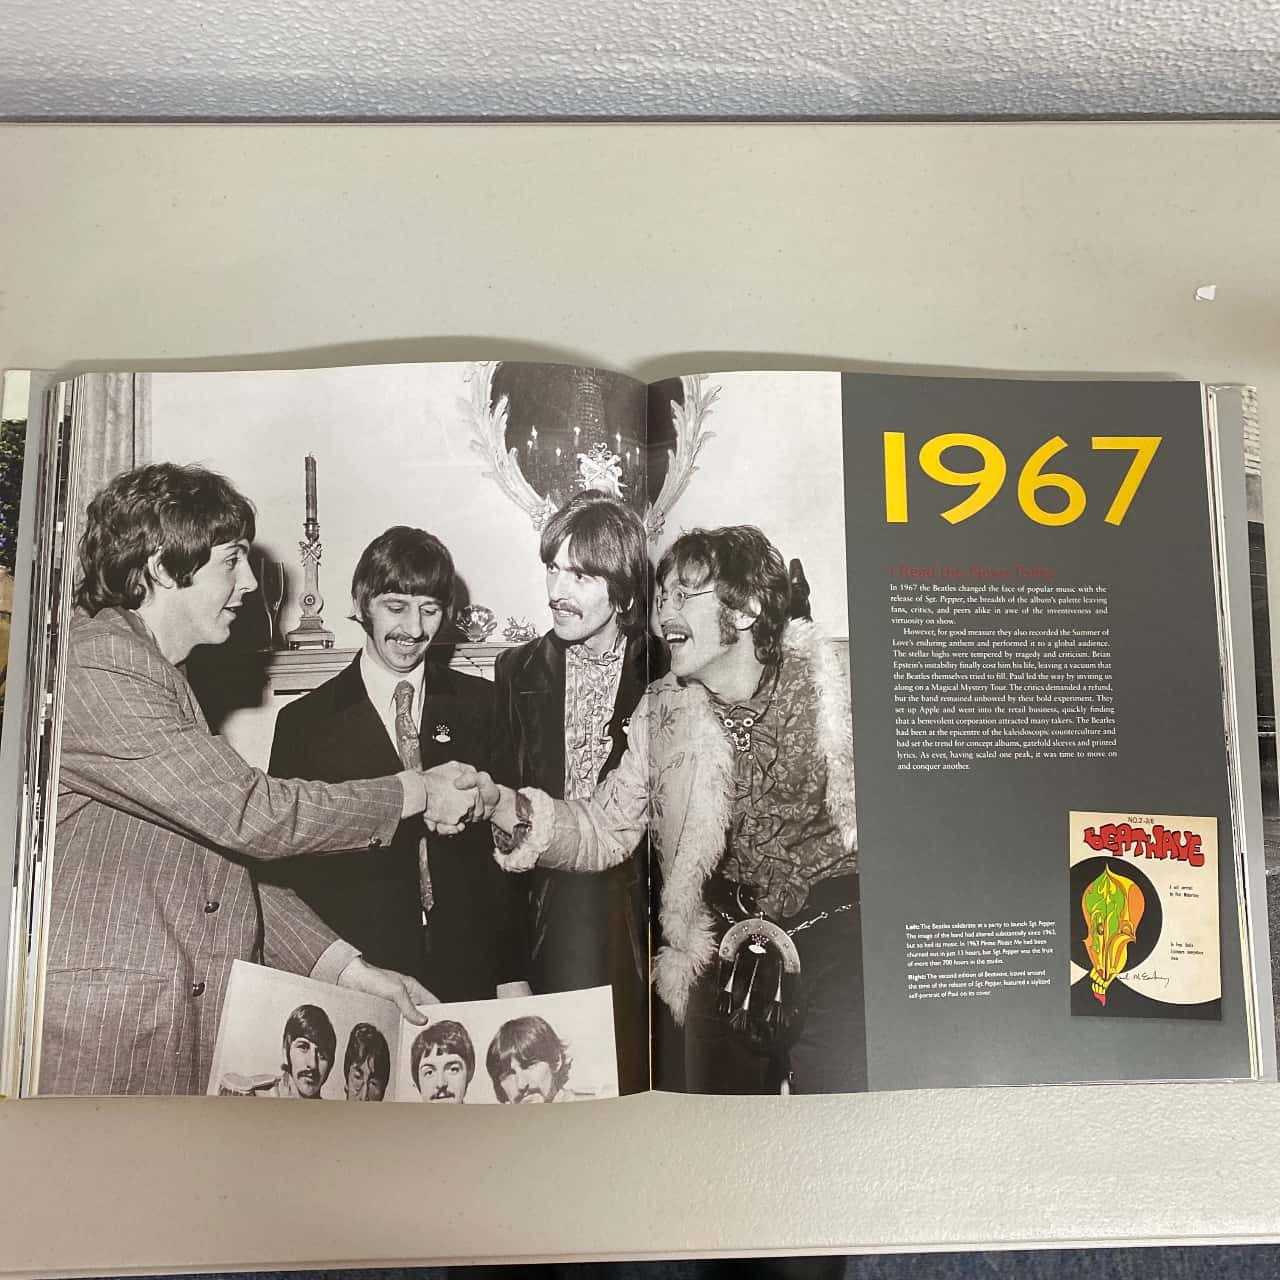 1967
I Read the News Today
In 1967 the Beatles changed the face of popular music with the
release of Sgt. Pepper, the breadth of the album's palette leaving
fans, critics, and peers alike in awe of the inventiveness and
virtuosity on show.
However, for good measure they also recorded the Summer of
Love's enduring anthem and performed it to a global audience.
The stellar highs were tempered by tragedy and criticism. Brian
Epstein's instability finally cost him his life, leaving a vacuum that
the Beatles themselves tried to fill. Paul led the way by inviting us
along on a Magical Mystery Tour. The critics demanded a refund,
but the band remained unbowed by their bold experiment. They
set up Apple and went into the retail business, quickly finding
that a benevolent corporation attracted many takers. The Beatles
had been at the epicentre of the kaleidoscopic counterculture and
had set the trend for concept albums, gatefold sleeves and printed
lyrics. As ever, having scaled one peak, it was time to move on
and conquer another.
Left: The Beatles celebrate at a party to launch Sgt Pepper.
The image of the band had altered substantially since 1963,
but so had its music. In 1963 Please Please Me had been
churned out in just 13 hours, but Sgt Pepper was the fruit
of more than 700 hours in the studio.
Right: The second edition of Beatwave, issued around
the time of the release of Sgt. Pepper, featured a stylized
self-portrait of Paul on its cover.
BEATWAVE